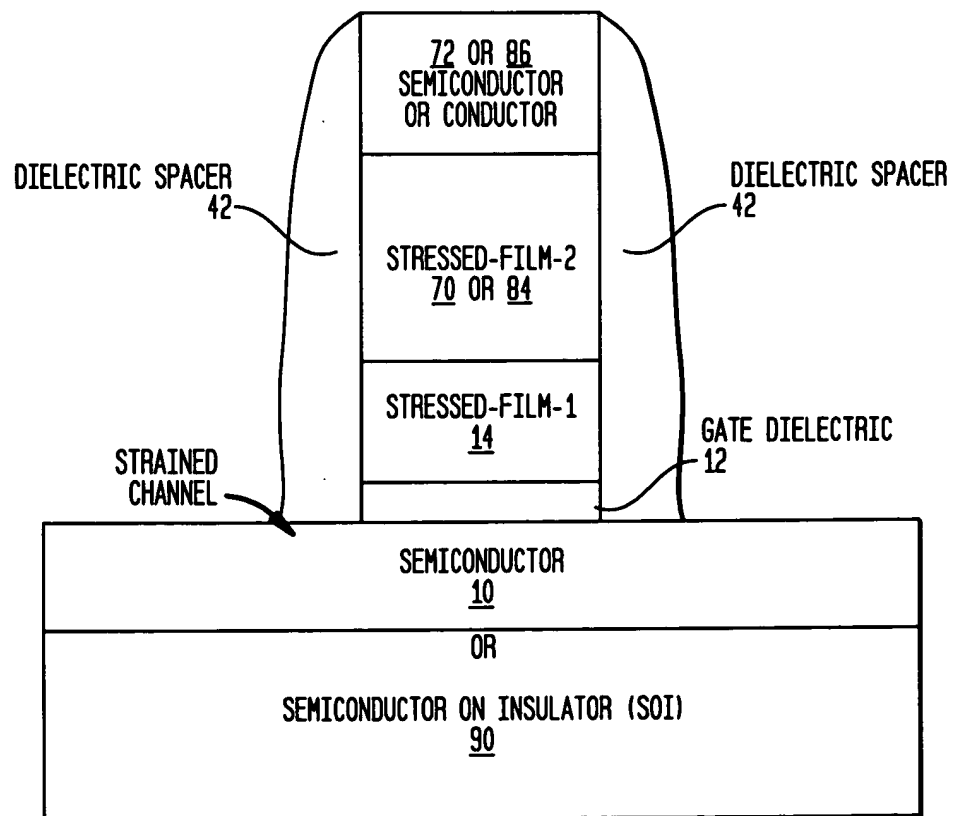 72 OR 86
SEMICONDUCTOR
OR CONDUCTOR
DIELECTRIC SPACER
42
DIELECTRIC SPACER
42
STRESSED-FILM-2
70 OR 84
STRESSED-FILM-1
14
GATE DIELECTRIC
12
STRAINED
CHANNEL
SEMICONDUCTOR
10
OR
SEMICONDUCTOR ON INSULATOR (SOI)
90